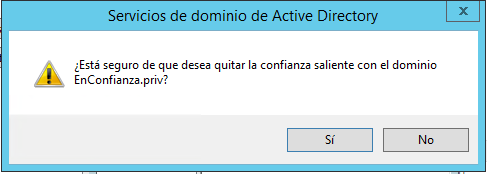 Servicios de dominio de Active Directory
x
¿Está seguro de que desea quitar la confianza saliente con el dominio
EnConfianza.priv?
Sí
No